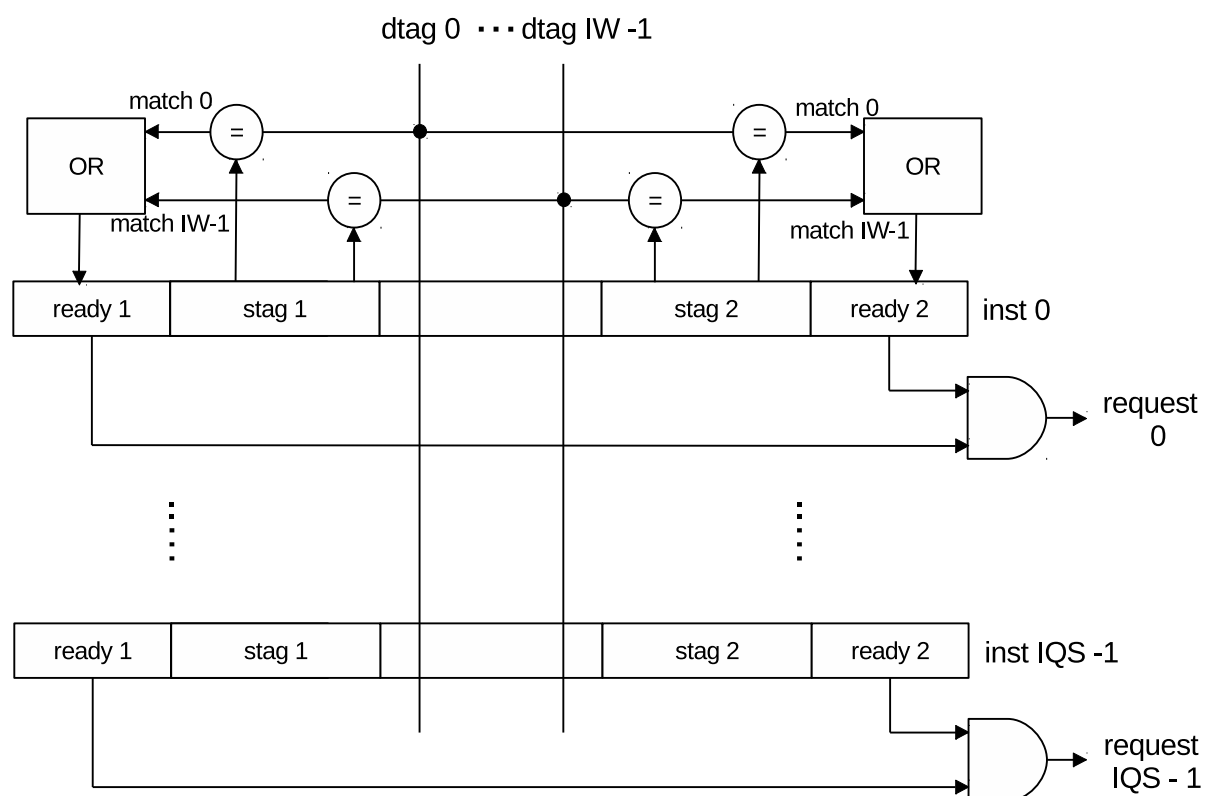 dtag 0 ···· dtag IW -1
match 0
match 0
=
=
OR
OR
=
=
match IW-1
match IW-1
ready 1
stag 1
stag 2
ready 2
inst 0
request
0
ready 1
stag 1
stag 2
ready 2
inst IQS -1
request
IQS - 1